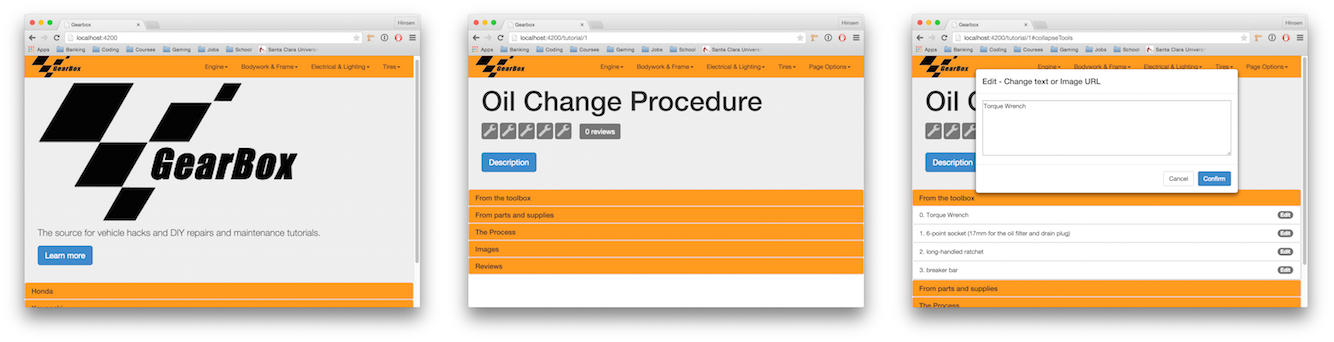 Gearbox
Hinsen
localhost:4200
Apps Banking Coding Courses Gaming Jobs School Santa Clara Univers
GearBox Engine Bodywork & Frame Electrical & Lighting Tires
GearBox
The source for vehicle hacks and DIY repairs and maintenance tutorials.
Learn more
Honda
Gearbox
Hinsen
localhost:4200/tutorial/1
Apps Banking Coding Courses Gaming Jobs School Santa Clara Univers
GearBox Engine Bodywork & Frame Electrical & Lighting Tires Page Options
Oil Change Procedure
0 reviews
Description
From the toolbox
From parts and supplies
The Process
Images
Reviews
Gearbox
Hinsen
localhost:4200/tutorial/1#collapseTools
Apps Banking Coding Courses Gaming Jobs School Santa Clara Univers
GearBox Engine Bodywork & Frame Electrical & Lighting Tires Page Options
Edit - Change text or Image URL
Oil C
Torque Wrench
Description
Cancel Confirm
From the toolbox
0. Torque Wrench Edit
1. 6-point socket (17mm for the oil filter and drain plug) Edit
2. long-handled ratchet Edit
3. breaker bar Edit
From parts and supplies
The Process